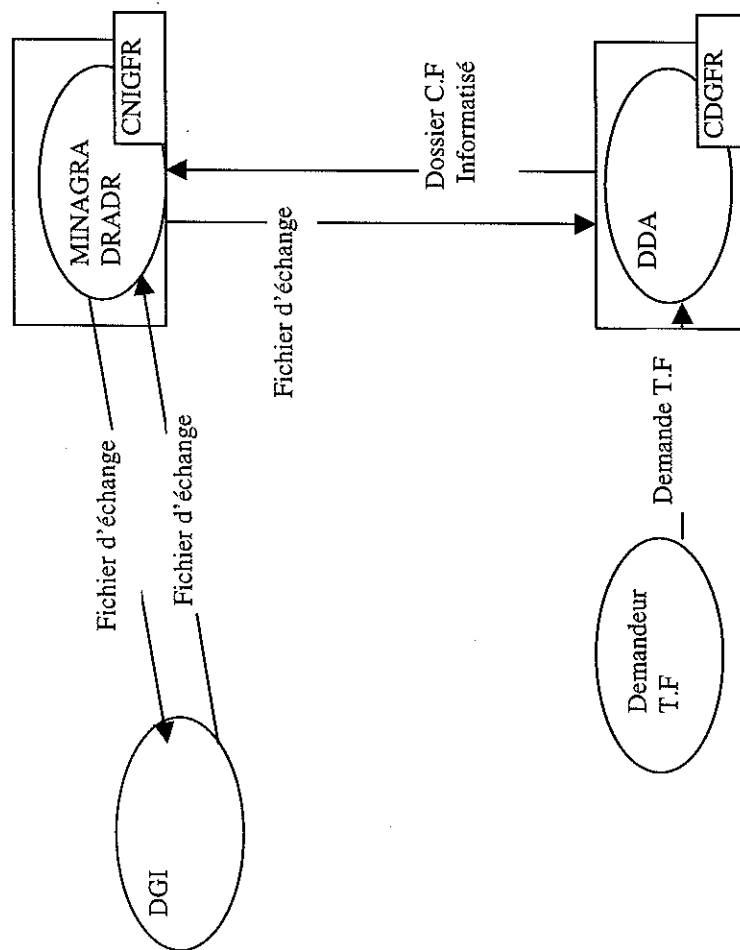 MINAGRA
DRADR
CNIGFR
Fichier d'échange
DGI
Fichier d'échange
Fichier d'échange
Dossier C.F
Informatisé
Demandeur
T.F
Demande T.F
DDA
CDGFR